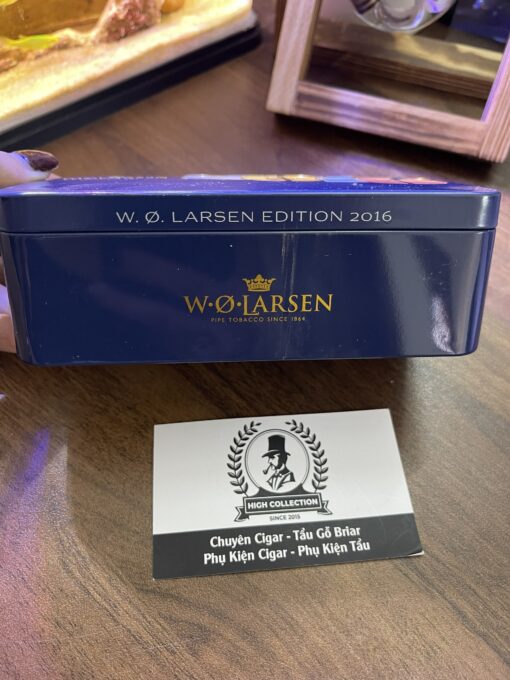 W. Ø. LARSEN EDITION 2016
W·Ø·LARSEN
PIPE TOBACCO SINCE 1864
HIGH COLLECTION
SINCE 2015
Chuyên Cigar - Tẩu Gỗ Briar
Phụ Kiện Cigar - Phụ Kiện Tẩu